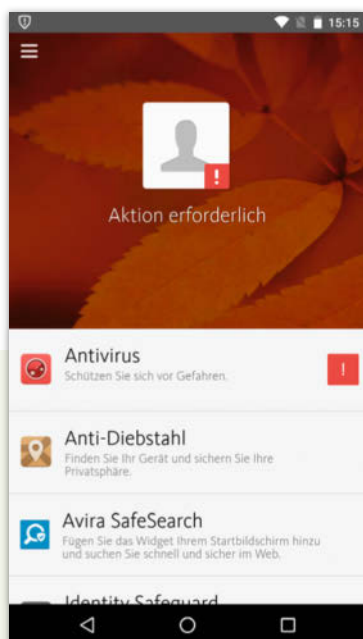 15:15
!
Aktion erforderlich
Antivirus
Schützen Sie sich vor Gefahren.
!
Anti-Diebstahl
Finden Sie Ihr Gerät und sichern Sie Ihre
Privatsphäre.
Avira SafeSearch
Fügen Sie das Widget Ihrem Startbildschirm hinzu
und suchen Sie schnell und sicher im Web.
Identity Safeguard